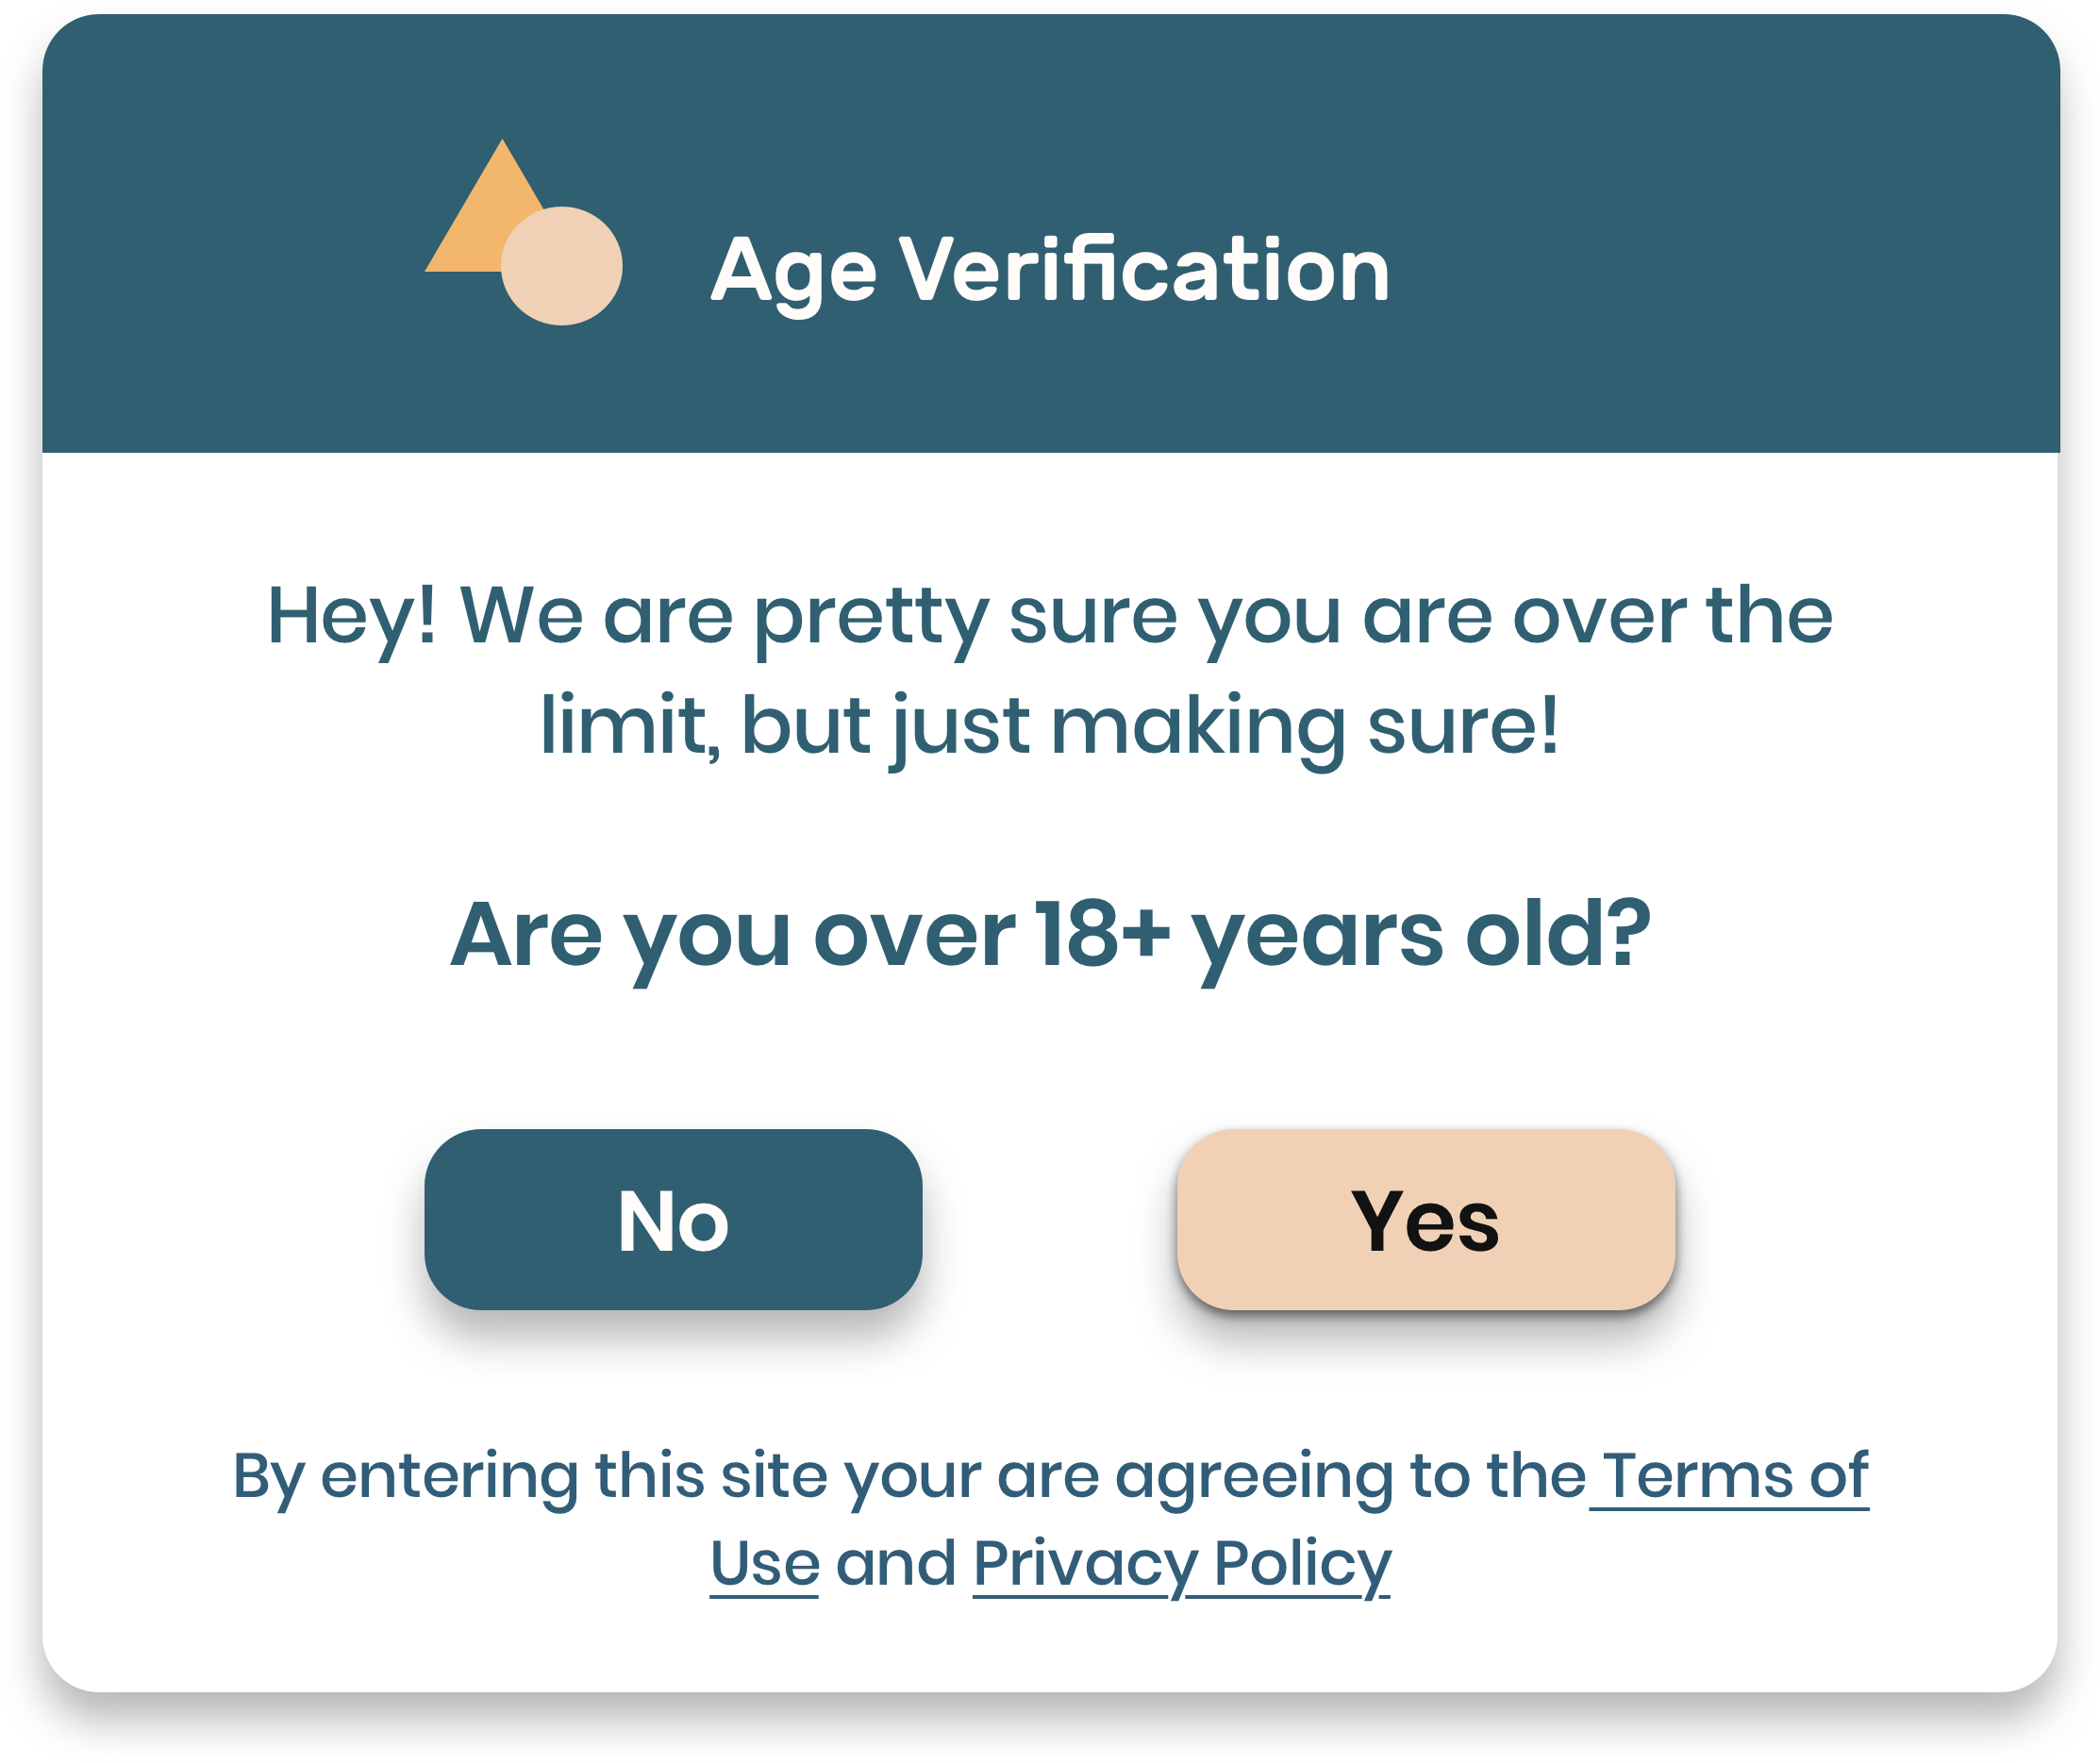 Age Verification
Hey! We are pretty sure you are over the
limit, but just making sure!
Are you over 18+ years old?
No
Yes
By entering this site your are agreeing to the Terms of
Use and Privacy Policy